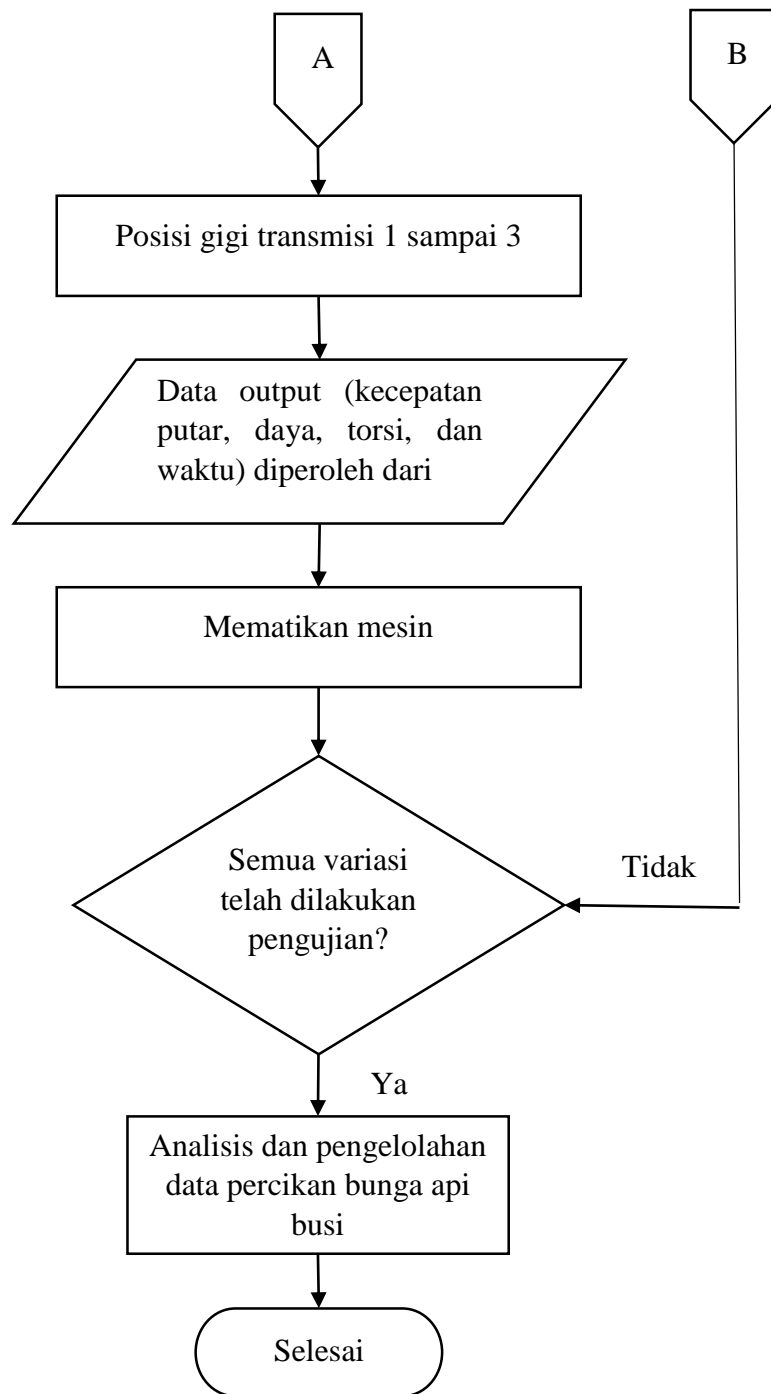 A
B
Posisi gigi transmisi 1 sampai 3
Data output (kecepatan
putar, daya, torsi, dan
waktu) diperoleh dari
Mematikan mesin
Semua variasi
telah dilakukan
pengujian?
Tidak
Ya
Analisis dan pengelolahan
data percikan bunga api
busi
Selesai